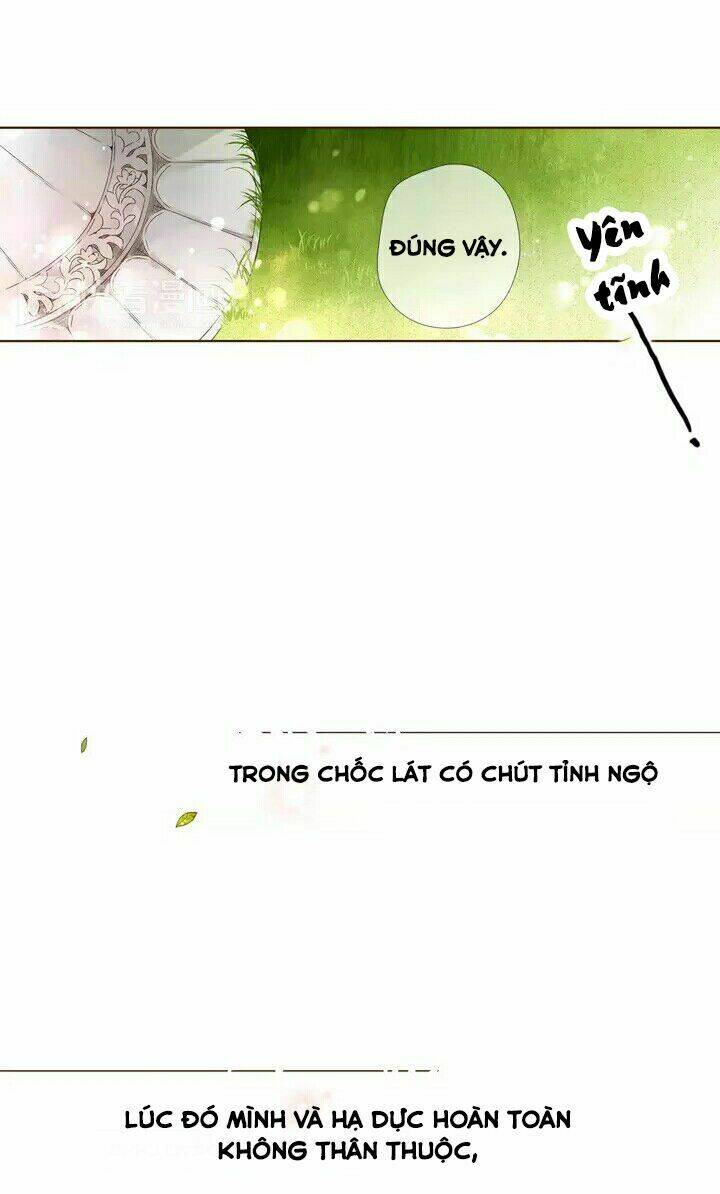 ĐÚNG VẬY.
Yên
tĩnh
TRONG CHỐC LÁT CÓ CHÚT TỈNH NGỘ
LÚC ĐÓ MÌNH VÀ HẠ DỰC HOÀN TOÀN
KHÔNG THÂN THUỘC,